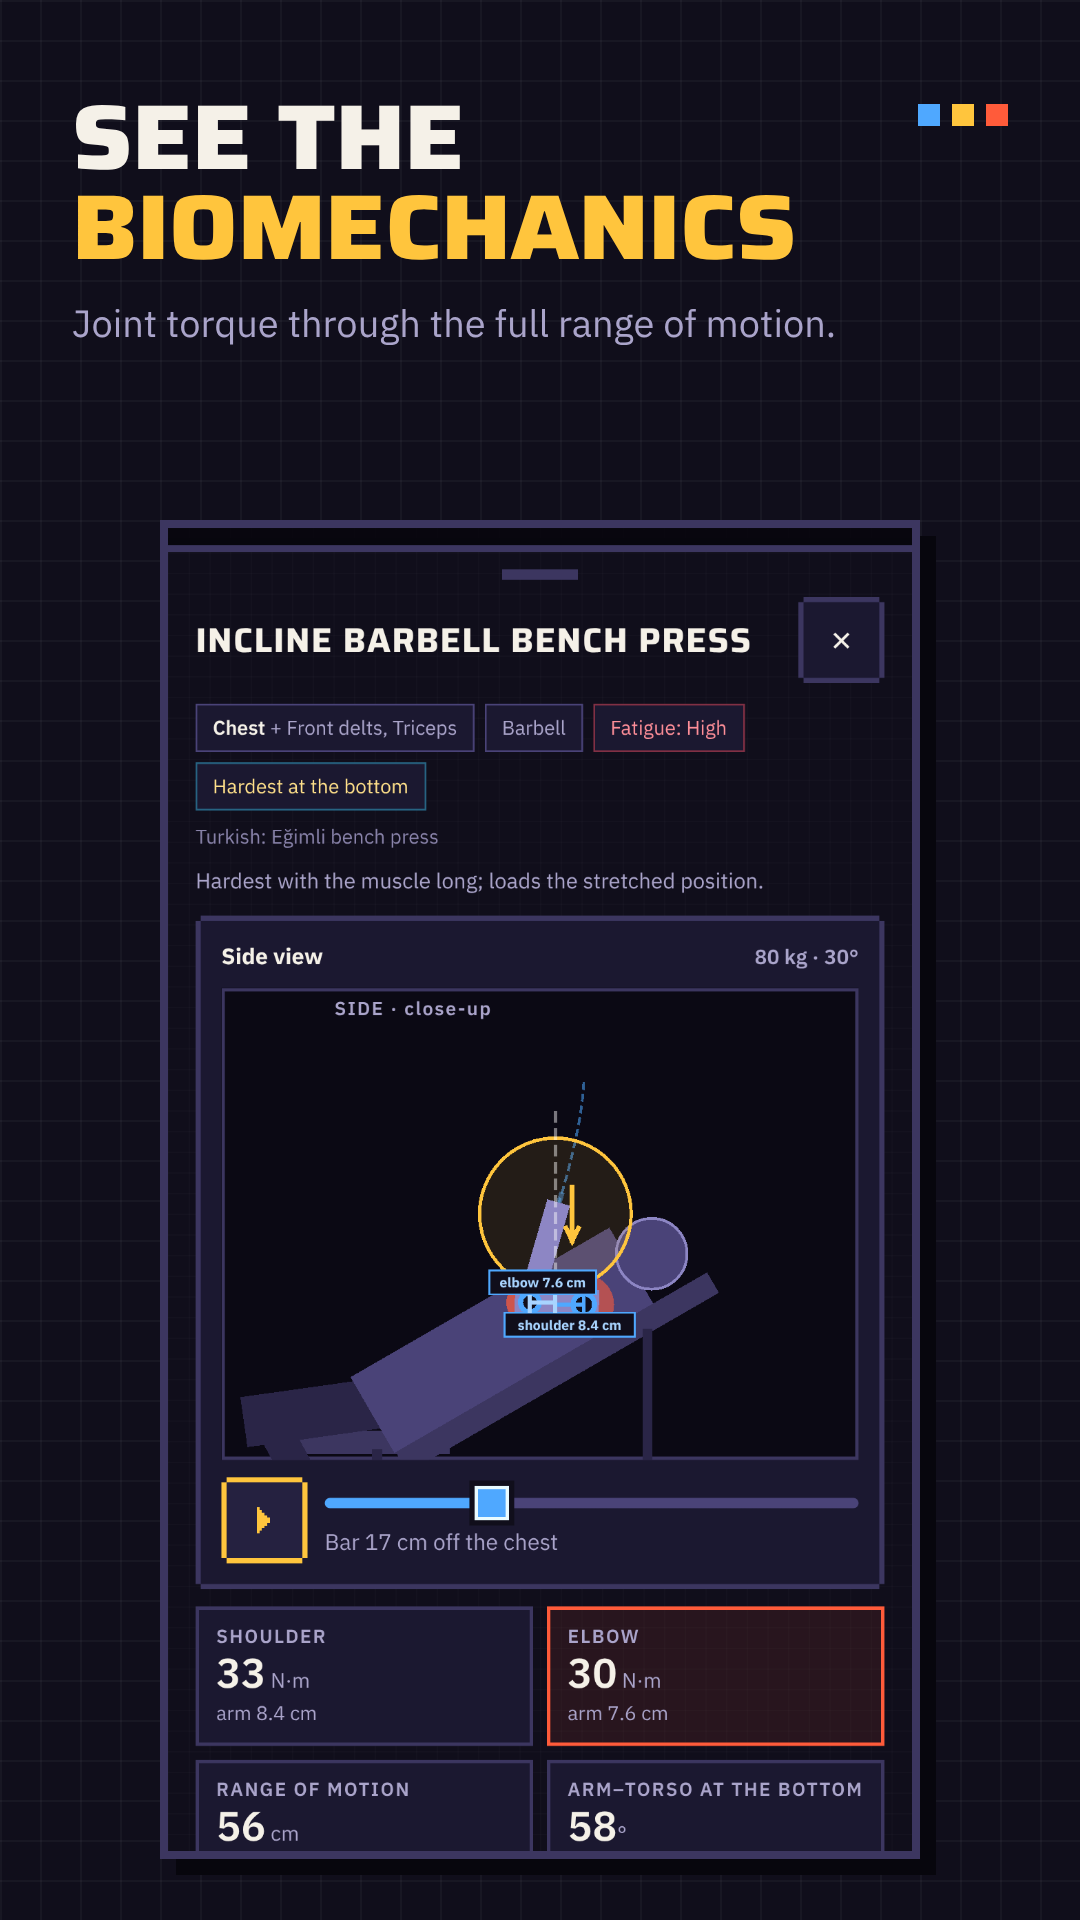 SEE THE
BIOMECHANICS
Joint torque through the full range of motion.
INCLINE BARBELL BENCH PRESS
×
Chest + Front delts, Triceps
Barbell
Fatigue: High
Hardest at the bottom
Turkish: Eğimli bench press
Hardest with the muscle long; loads the stretched position.
Side view
80 kg · 30°
SIDE · close-up
elbow 7.6 cm
shoulder 8.4 cm
Bar 17 cm off the chest
SHOULDER
33 N·m
arm 8.4 cm
ELBOW
30 N·m
arm 7.6 cm
RANGE OF MOTION
56 cm
ARM–TORSO AT THE BOTTOM
58°